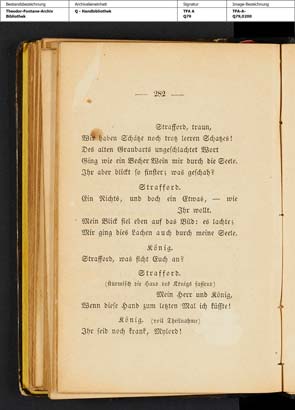 Bestandsbezeichnung
Theodor-Fontane-Archiv
Bibliothek
Archivalieneinheit
Q - Handbibliothek
Signatur
TFA A
Q79
Image-Bezeichnung
TFA-A-
Q79,0200
— 282 —
Strafford, traun,
Wir haben Schätze noch trotz leeren Schatzes!
Des alten Graubarts ungeschlachtet Wort
Ging wie ein Becher Wein mir durch die Seele.
Ihr aber blickt so finster; was geschah?
Strafford.
Ein Nichts, und doch ein Etwas, — wie
Ihr wollt.
Mein Blick fiel eben auf das Bild: es lachte;
Mir ging dies Lachen auch durch meine Seele.
König.
Strafford, was ficht Euch an?
Strafford.
(stürmisch die Hand des Königs fassend)
Mein Herr und König,
Wenn diese Hand zum letzten Mal ich küßte!
König. (voll Theilnahme)
Ihr seid noch krank, Mylord!